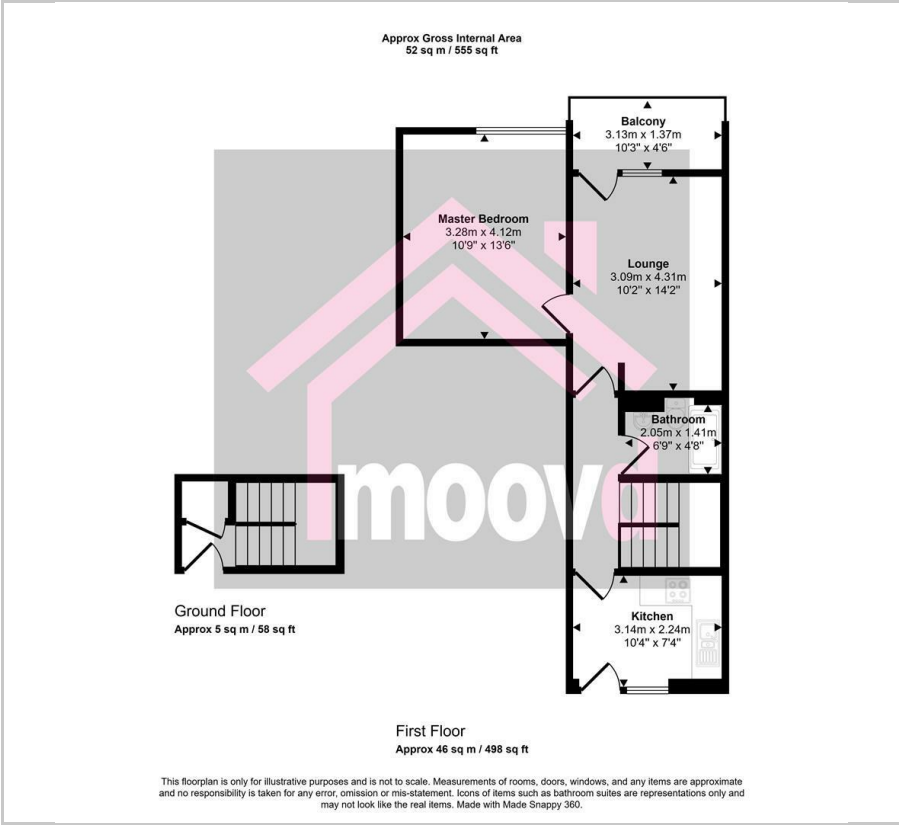 Approx Gross Internal Area
52 sq m / 555 sq ft
Balcony
3.13m x 1.37m
10'3" x 4'6"
Master Bedroom
3.28m x 4.12m
10'9" x 13'6"
Lounge
3.09m x 4.31m
10'2" x 14'2"
Bathroom
2.05m x 1.41m
6'9" x 4'8"
moova
Ground Floor
Approx 5 sq m / 58 sq ft
Kitchen
3.14m x 2.24m
10'4" x 7'4"
First Floor
Approx 46 sq m / 498 sq ft
This floorplan is only for illustrative purposes and is not to scale. Measurements of rooms, doors, windows, and any items are approximate
and no responsibility is taken for any error, omission or mis-statement. Icons of items such as bathroom suites are representations only and
may not look like the real items. Made with Made Snappy 360.